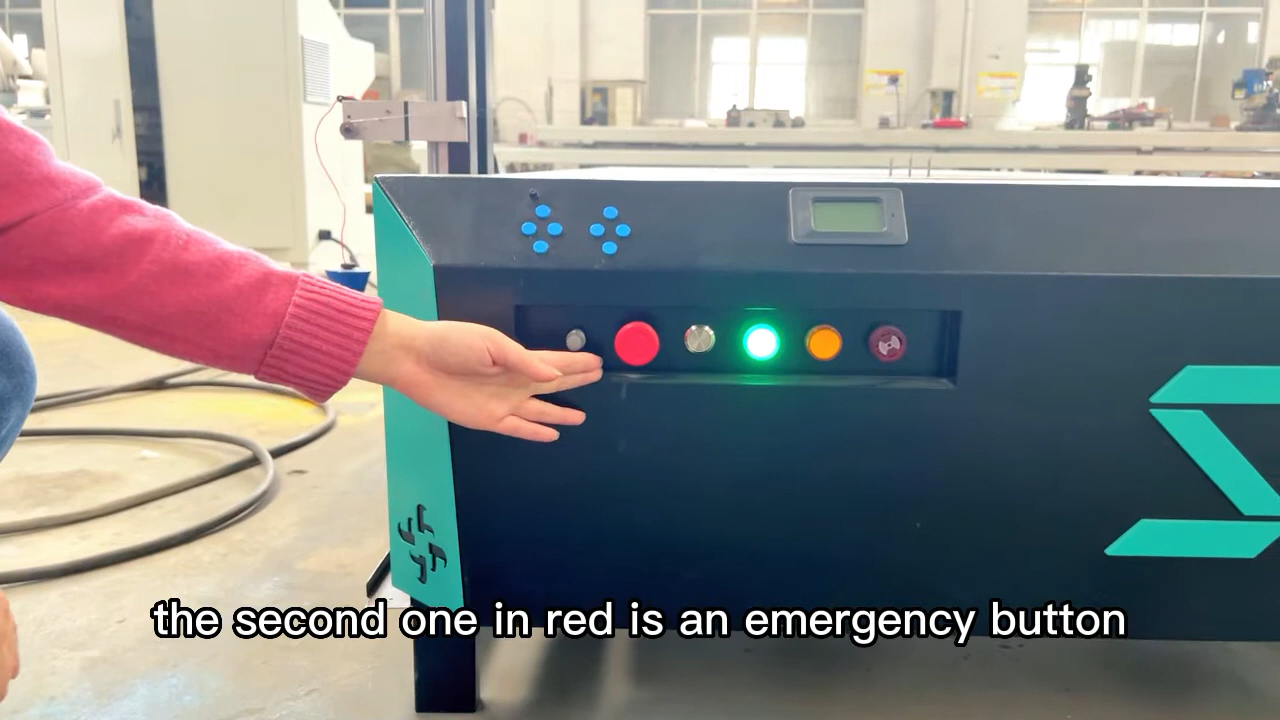 the second one in red is an emergency button